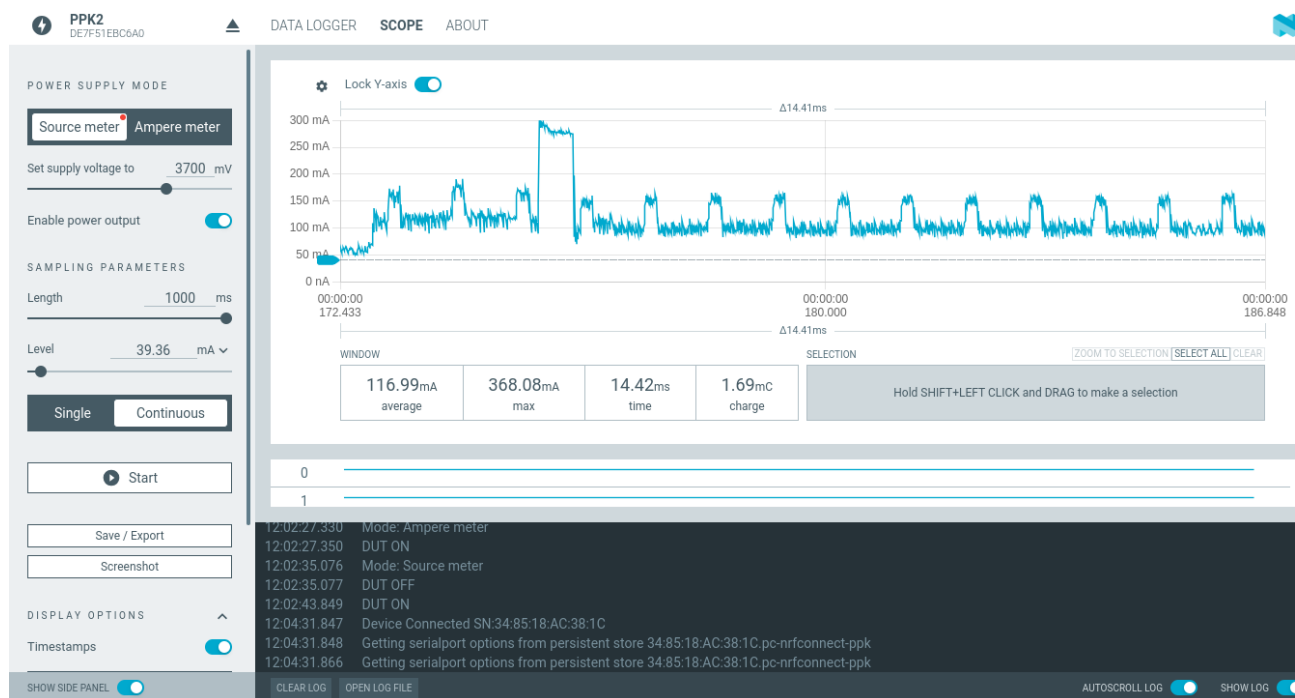 PPK2
DE7F51EBC6A0
DATA LOGGER
SCOPE
ABOUT
POWER SUPPLY MODE
Source meter
Ampere meter
Set supply voltage to 3700 mV
Enable power output
SAMPLING PARAMETERS
Length 1000 ms
Level 39.36 mA
Single
Continuous
Start
Save / Export
Screenshot
DISPLAY OPTIONS
Timestamps
SHOW SIDE PANEL
Lock Y-axis
Δ14.41ms
300 mA
250 mA
200 mA
150 mA
100 mA
50 mA
0 nA
00:00:00 00:00:00 00:00:00
172.433 180.000 186.848
Δ14.41ms
WINDOW
116.99mA 368.08mA 14.42ms 1.69mC
average max time charge
SELECTION
ZOOM TO SELECTION SELECT ALL CLEAR
Hold SHIFT+LEFT CLICK and DRAG to make a selection
0
1
12:02:27.330 Mode: Ampere meter
12:02:27.350 DUT ON
12:02:35.076 Mode: Source meter
12:02:35.077 DUT OFF
12:02:43.849 DUT ON
12:04:31.847 Device Connected SN:34:85:18:AC:38:1C
12:04:31.848 Getting serialport options from persistent store 34:85:18:AC:38:1C.pc-nrfconnect-ppk
12:04:31.866 Getting serialport options from persistent store 34:85:18:AC:38:1C.pc-nrfconnect-ppk
CLEAR LOG OPEN LOG FILE AUTOSCROLL LOG SHOW LOG